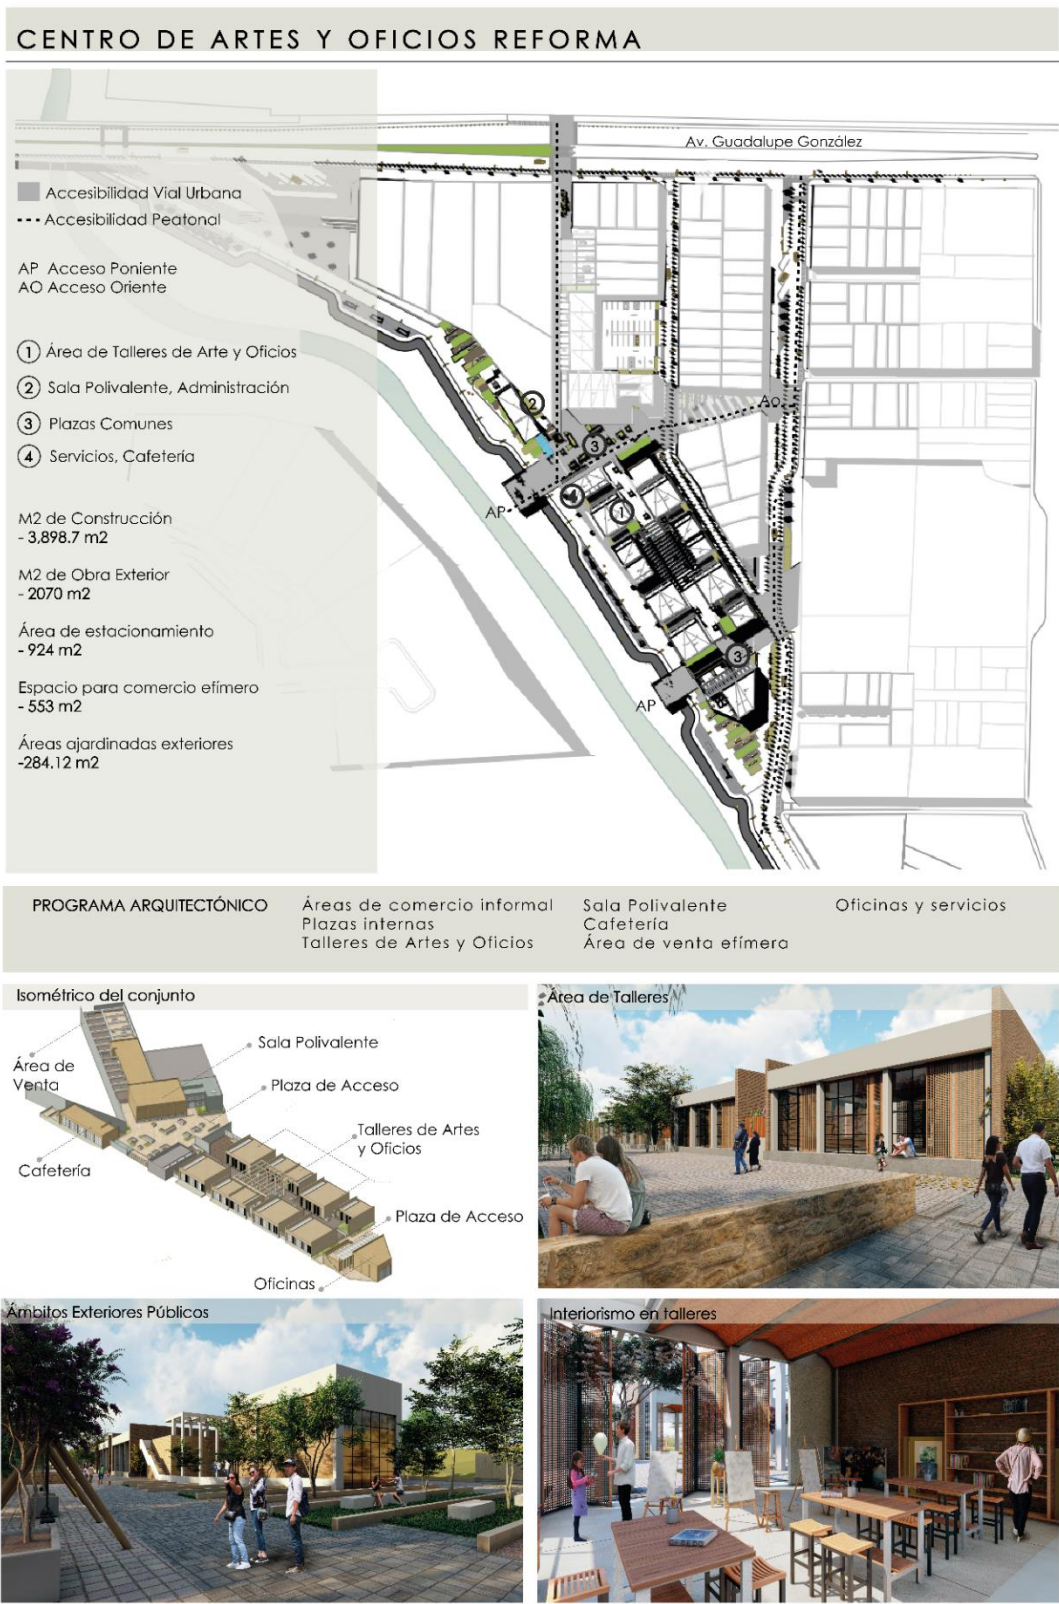 CENTRO DE ARTES Y OFICIOS REFORMA
Av. Guadalupe González
Accesibilidad Vial Urbana
Accesibilidad Peatonal
AP Acceso Poniente
AO Acceso Oriente
1 Área de Talleres de Arte y Oficios
2 Sala Polivalente, Administración
3 Plazas Comunes
4 Servicios, Cafetería
M2 de Construcción
- 3,898.7 m2
M2 de Obra Exterior
- 2070 m2
Área de estacionamiento
- 924 m2
Espacio para comercio efímero
- 553 m2
Áreas ajardinadas exteriores
-284.12 m2
2
Ao.
3
AP
4
1
3
AP
PROGRAMA ARQUITECTÓNICO
Áreas de comercio informal
Plazas internas
Talleres de Artes y Oficios
Sala Polivalente
Cafetería
Área de venta efímera
Oficinas y servicios
Isométrico del conjunto
Área de
Venta
Sala Polivalente
Plaza de Acceso
Talleres de Artes
y Oficios
Cafetería
Plaza de Acceso
Oficinas
Área de Talleres
Ámbitos Exteriores Públicos
Interiorismo en talleres